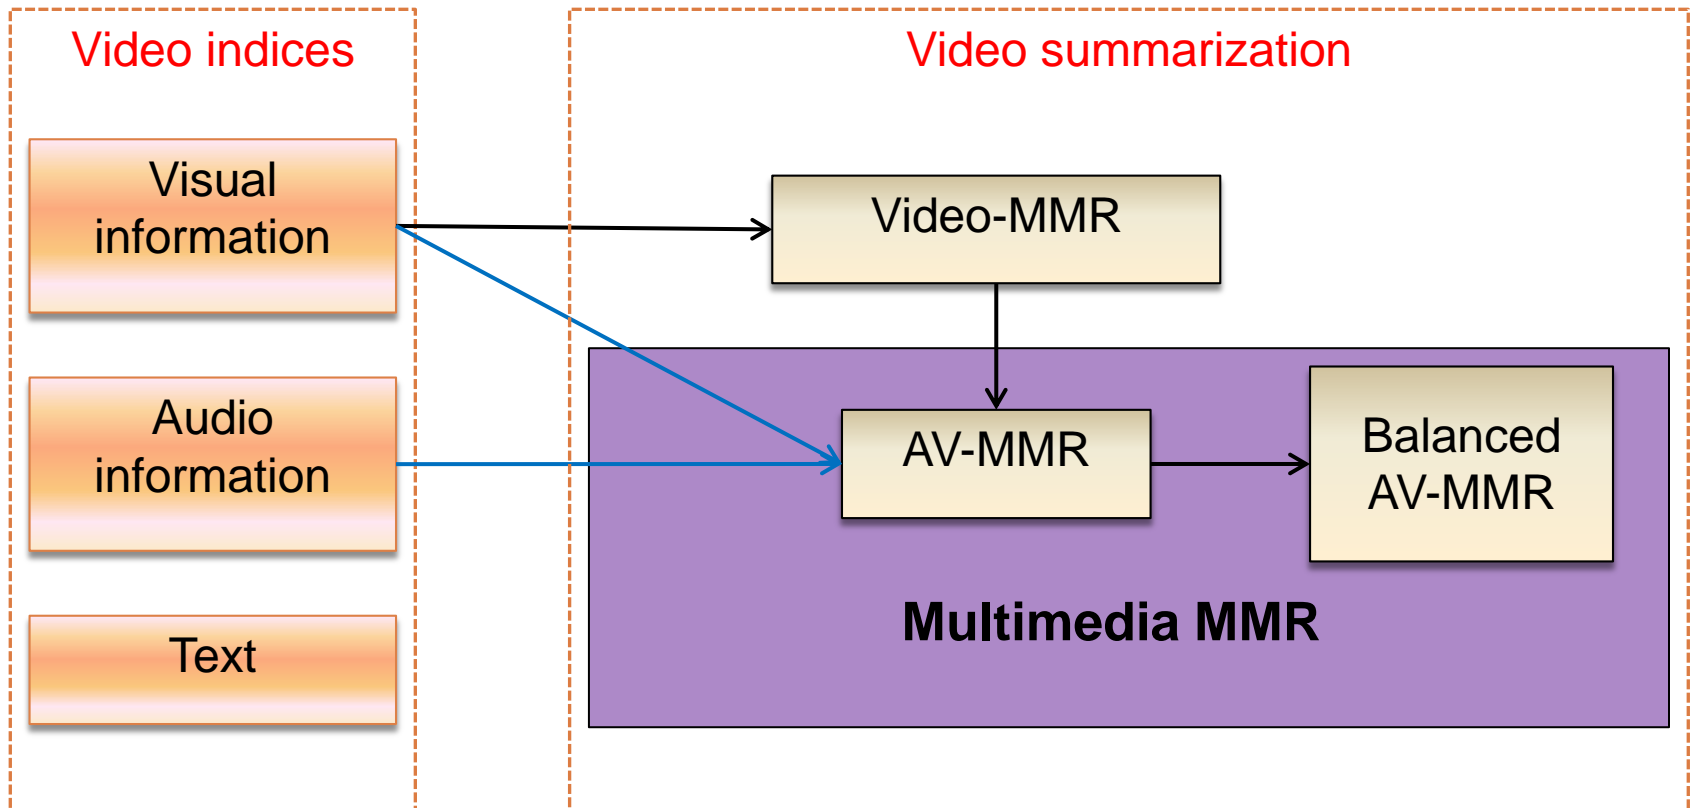 Video indices
Video summarization
Visual
information
Video-MMR
Audio
information
AV-MMR
Balanced
AV-MMR
Text
Multimedia MMR